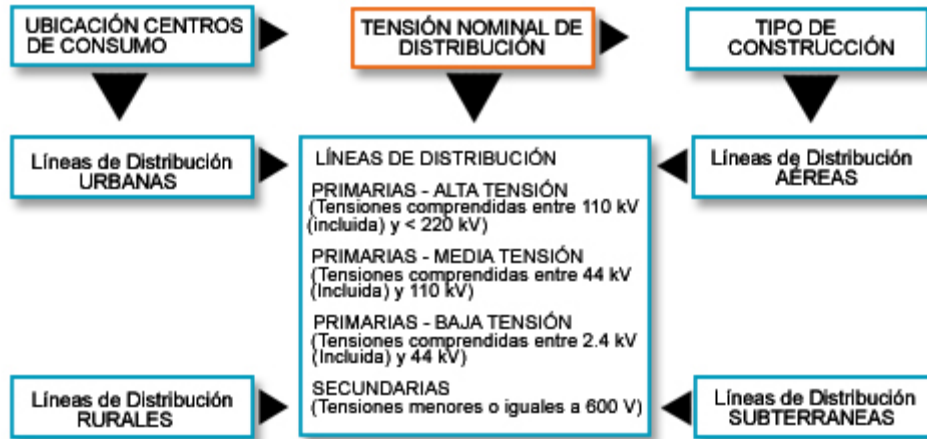 UBICACIÓN CENTROS
DE CONSUMO
TENSIÓN NOMINAL DE
DISTRIBUCIÓN
TIPO DE
CONSTRUCCIÓN
Líneas de Distribución
URBANAS
LÍNEAS DE DISTRIBUCIÓN
PRIMARIAS - ALTA TENSIÓN
(Tensiones comprendidas entre 110 kV
(incluida) y < 220 kV)
PRIMARIAS - MEDIA TENSIÓN
(Tensiones comprendidas entre 44 kV
(Incluida) y 110 kV)
PRIMARIAS - BAJA TENSIÓN
(Tensiones comprendidas entre 2.4 kV
(Incluida) y 44 kV)
SECUNDARIAS
(Tensiones menores o iguales a 600 V)
Líneas de Distribución
AÉREAS
Líneas de Distribución
RURALES
Líneas de Distribución
SUBTERRANEAS